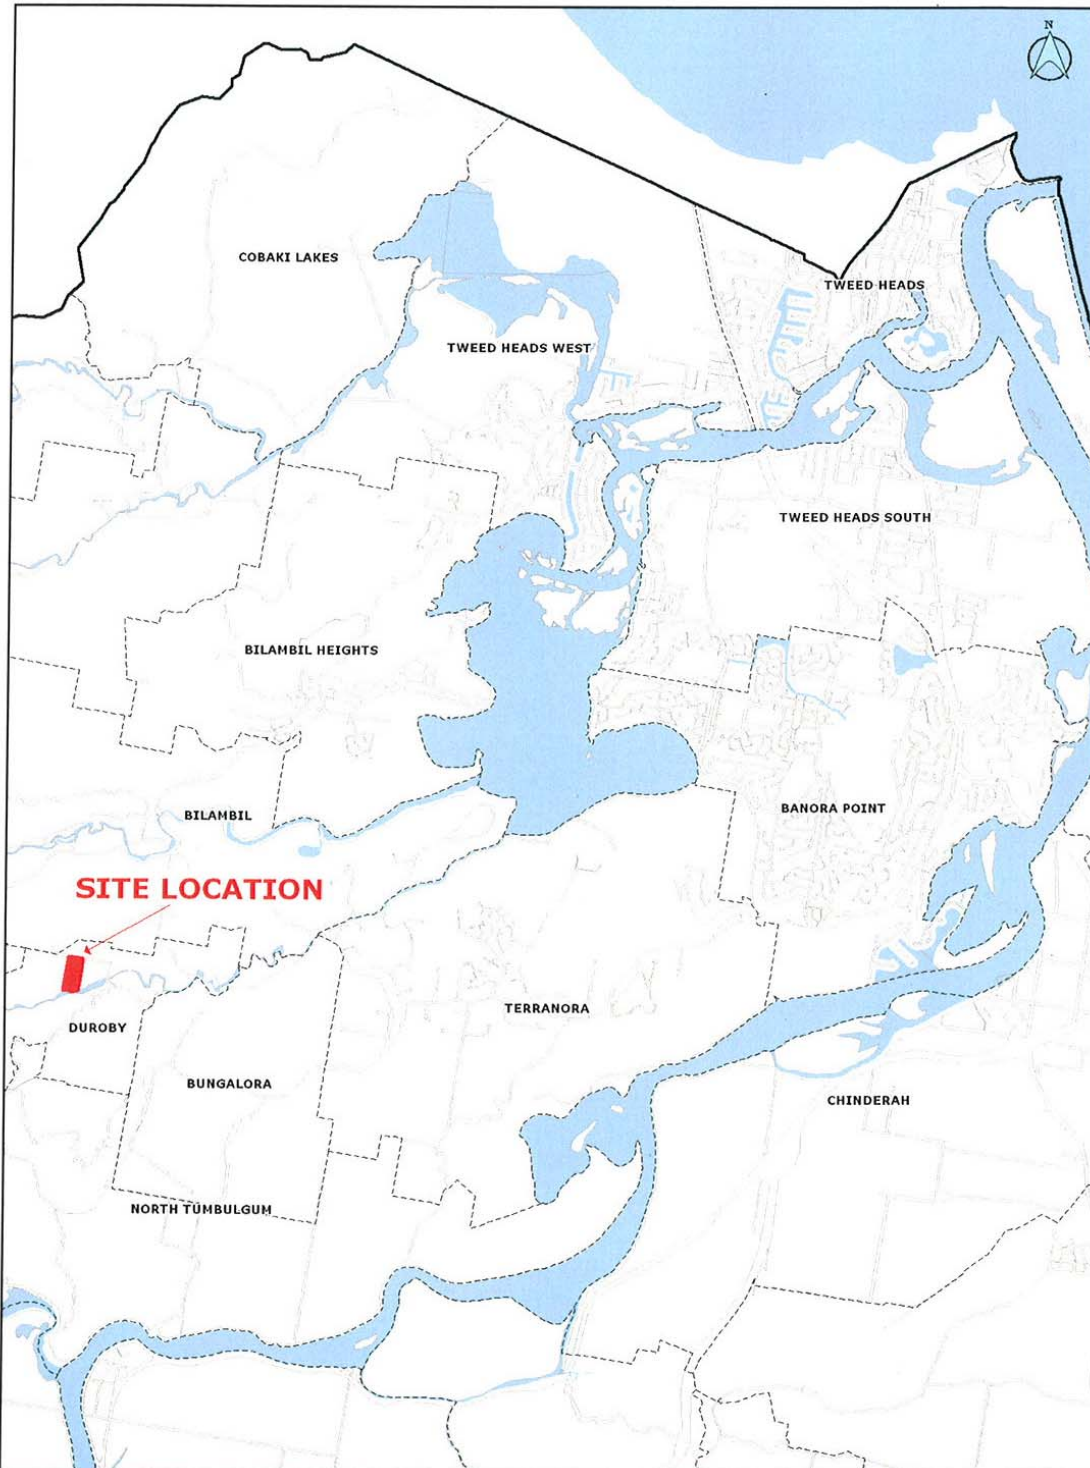 N
COBAKI LAKES
TWEED HEADS
TWEED HEADS WEST
TWEED HEADS SOUTH
BILAMBIL HEIGHTS
BANORA POINT
BILAMBIL
SITE LOCATION
TERRANORA
DUROBY
BUNGALORA
CHINDERAH
NORTH TUMBULGUM